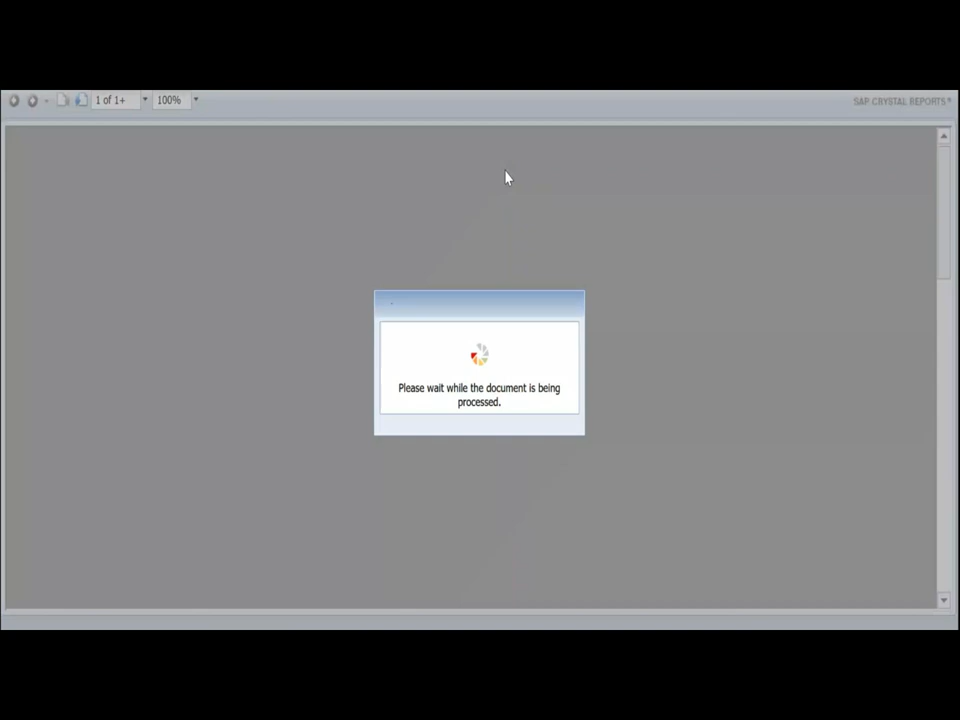 1 of 1+ 100% SAP CRYSTAL REPORTS®
Please wait while the document is being
processed.